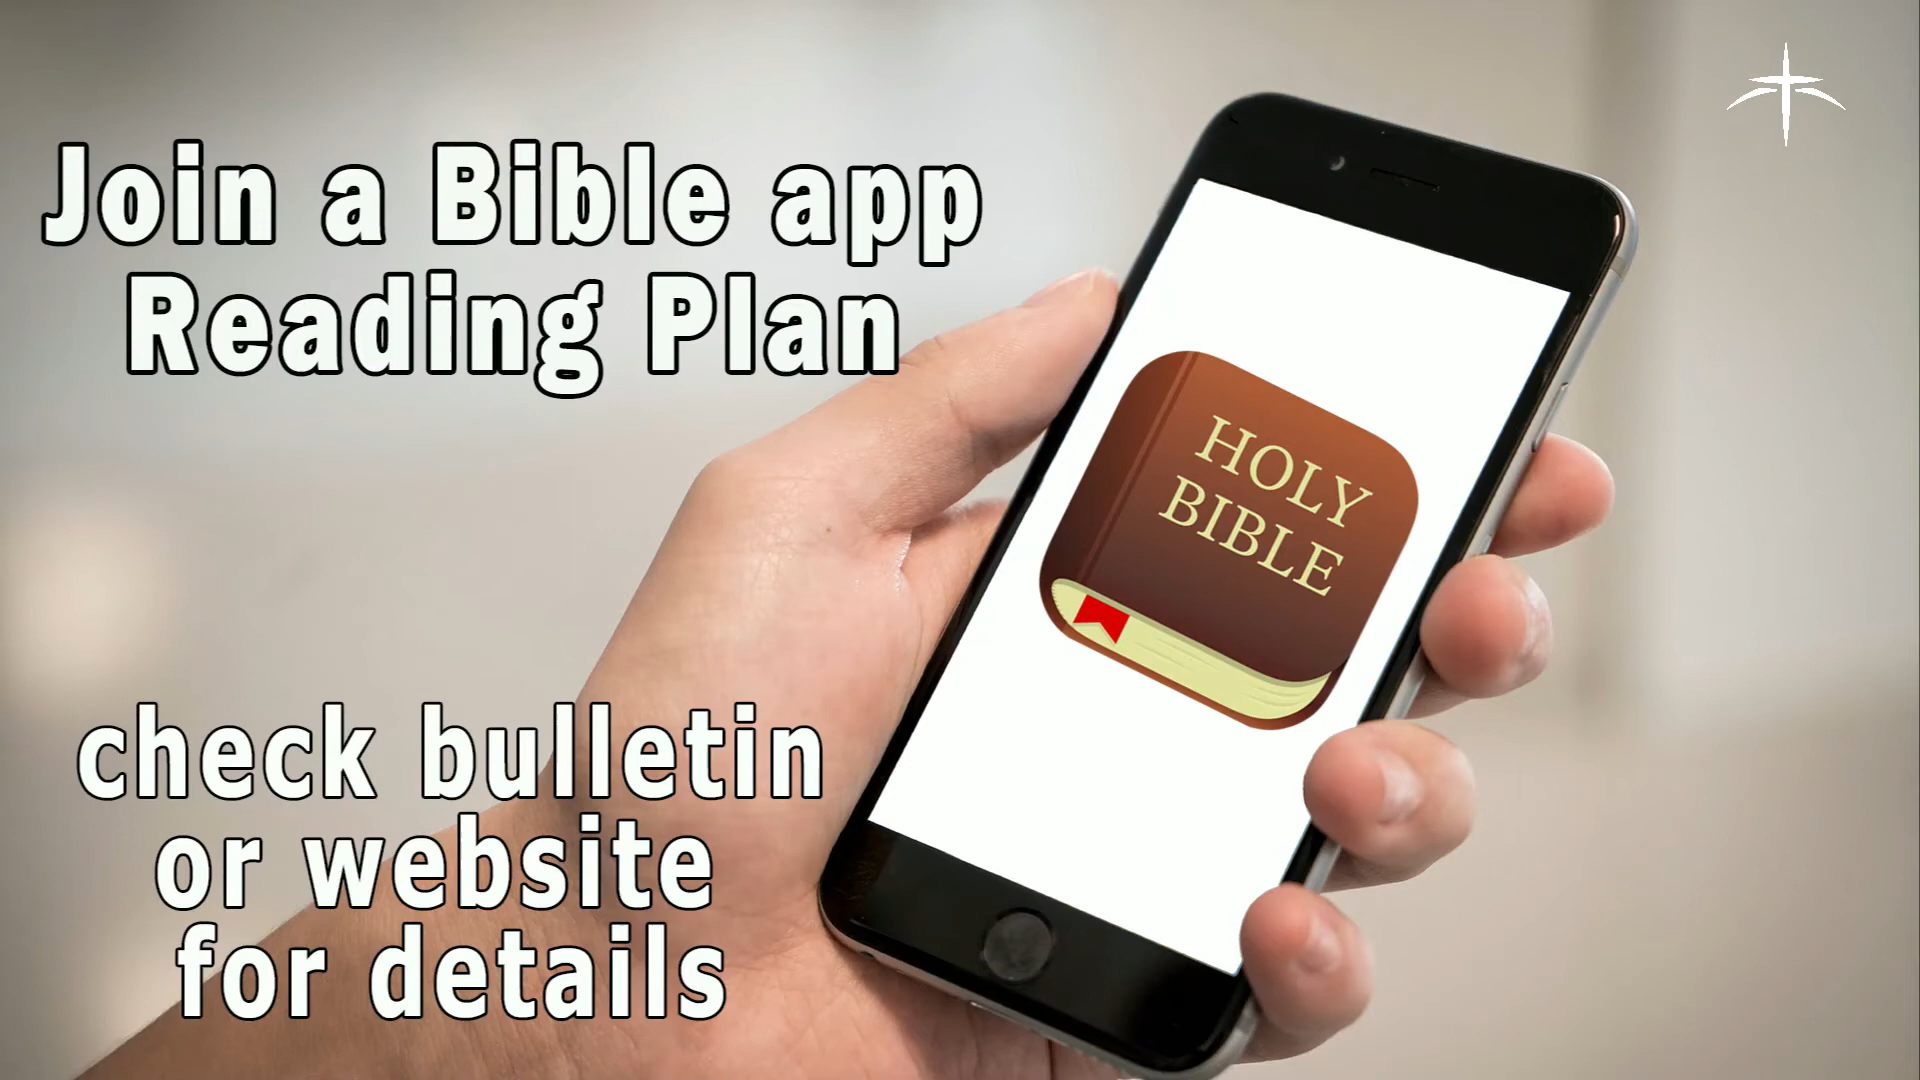 Join a Bible app
Reading Plan
HOLY
BIBLE
check bulletin
or website
for details